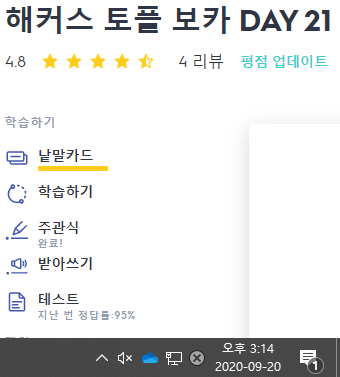 해커스 토플 보카 DAY 21
4.8 4 리뷰 평점 업데이트
학습하기
낱말카드
학습하기
주관식
완료!
받아쓰기
테스트
지난 번 정답률:95%
오후 3:14
2020-09-20
1